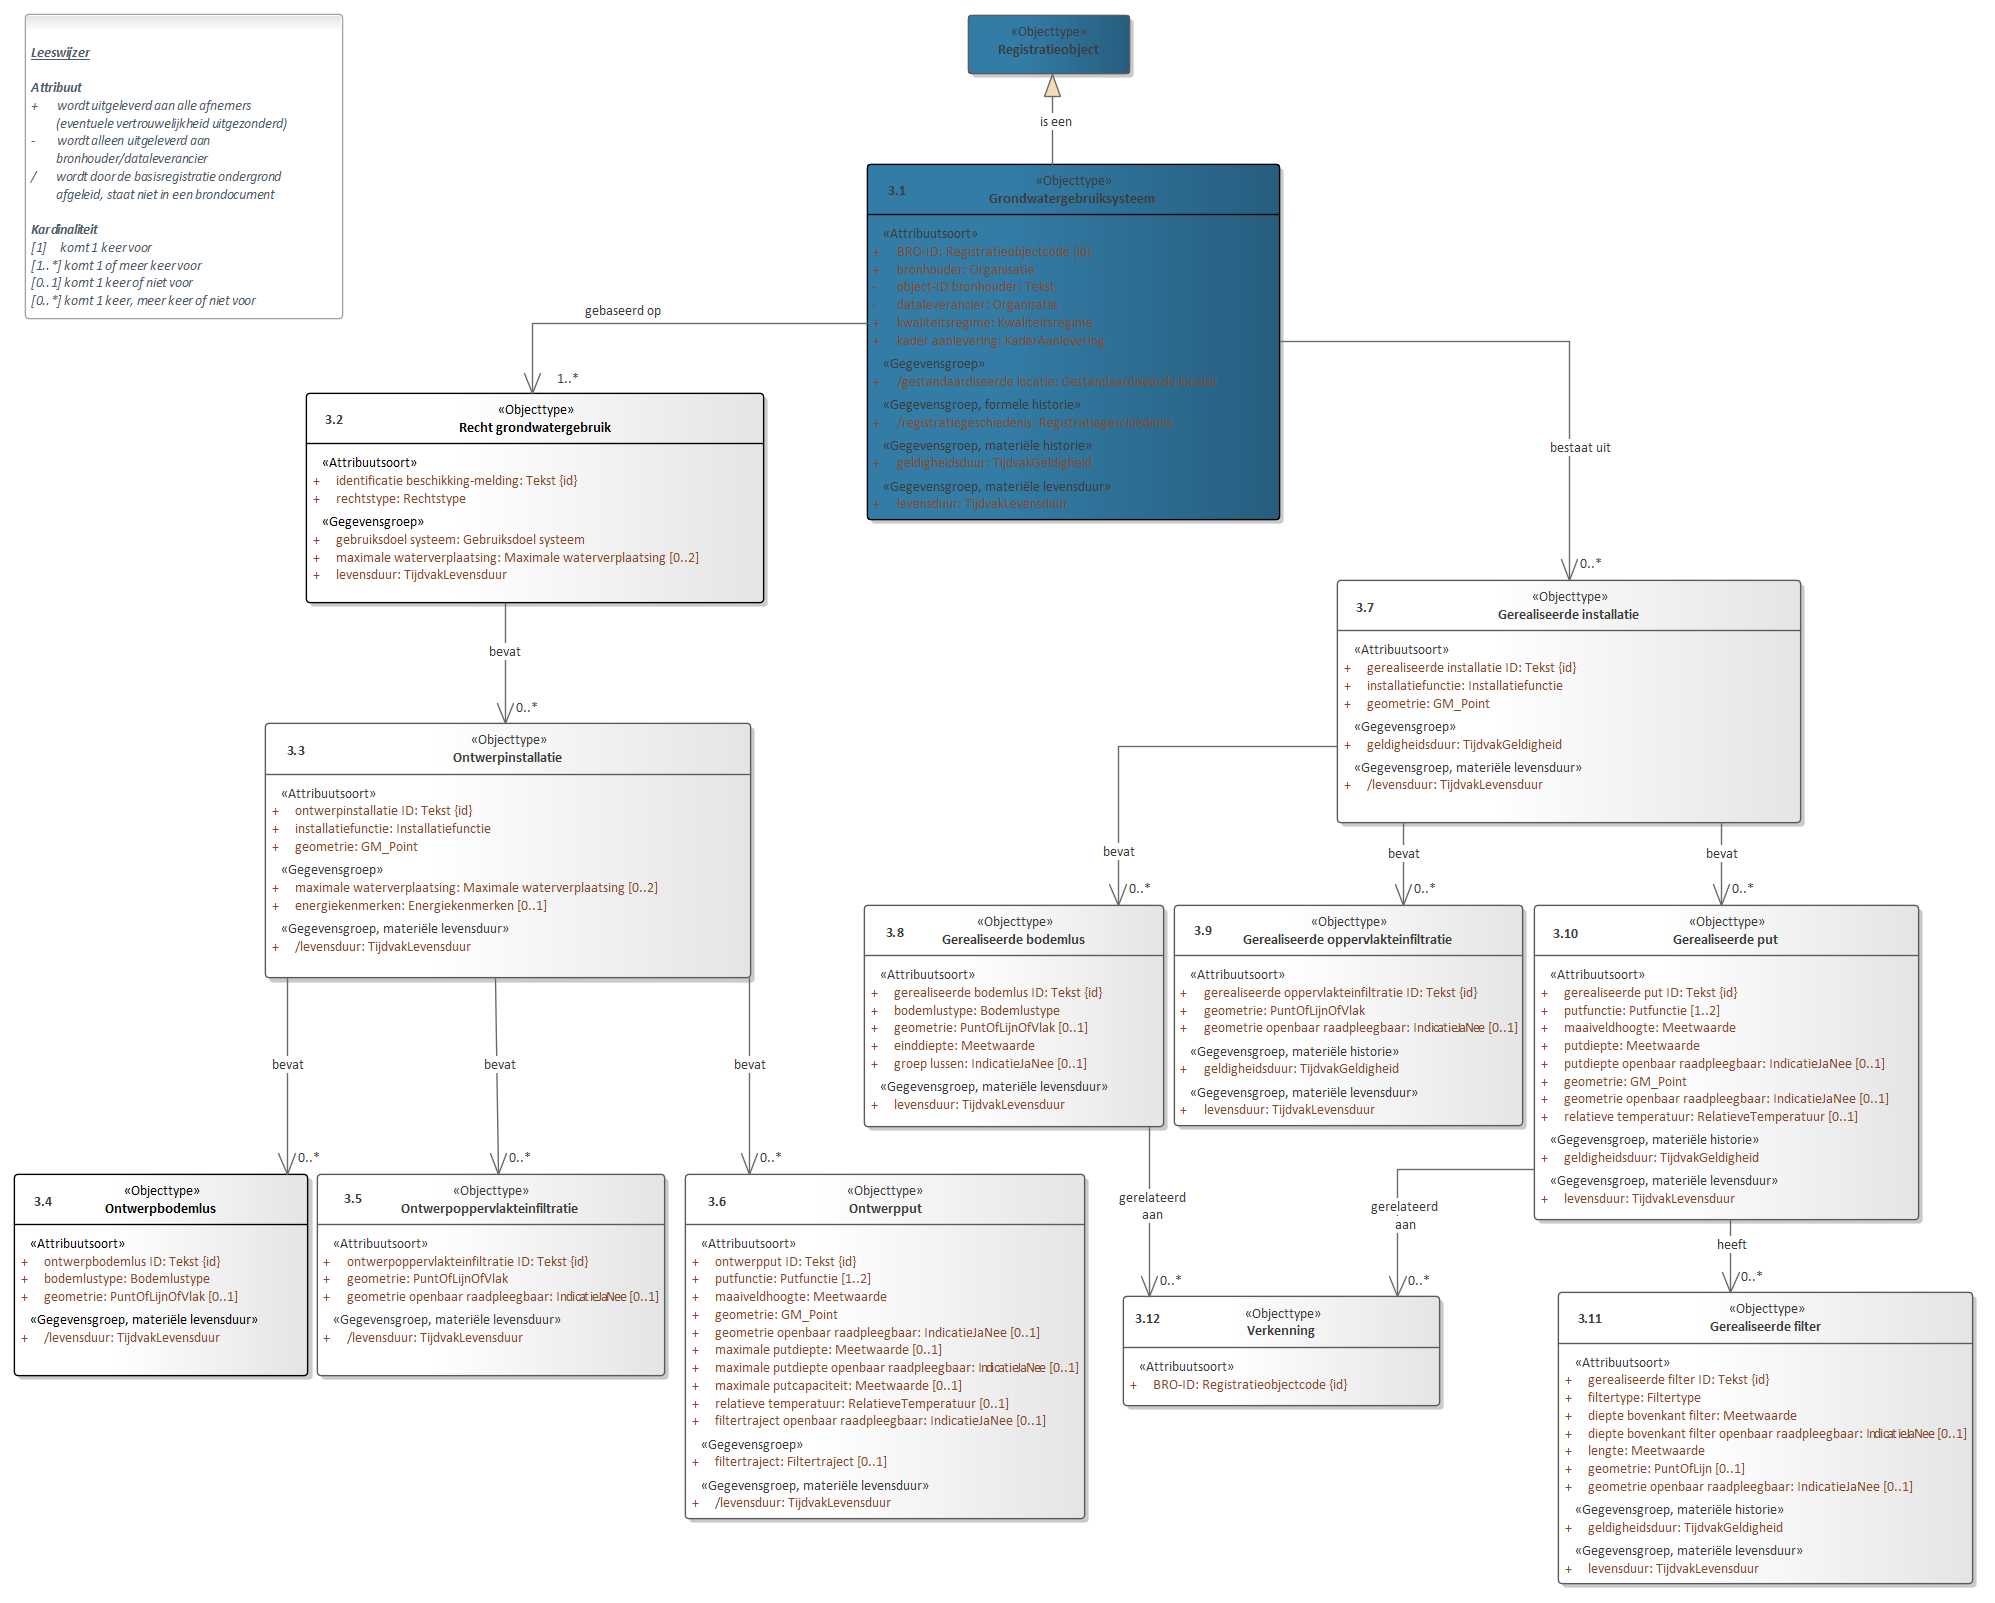 Leeswijzer
Attribuut
+ wordt uitgeleverd aan alle afnemers
(eventuele vertrouwelijkheid uitgezonderd)
- wordt alleen uitgeleverd aan
bronhouder/dataleverancier
/ wordt door de basisregistratie ondergrond
afgeleid, staat niet in een brondocument
Kardinaliteit
[1] komt 1 keer voor
[1..*] komt 1 of meer keer voor
[0..1] komt 1 keer of niet voor
[0..*] komt 1 keer, meer keer of niet voor
«Objecttype»
Registratieobject
is een
3.1
«Objecttype»
Grondwatergebruiksysteem
«Attribuutsoort»
+ BRO-ID: Registratieobjectcode {id}
+ bronhouder: Organisatie
- object-ID bronhouder: Tekst
- dataleverancier: Organisatie
+ kwaliteitsregime: Kwaliteitsregime
+ kader aanlevering: KaderAanlevering
«Gegevensgroep»
+ /gestandaardiseerde locatie: Gestandaardiseerde locatie
«Gegevensgroep, formele historie»
+ /registratiegeschiedenis: Registratiegeschiedenis
«Gegevensgroep, materiële historie»
+ geldigheidsduur: TijdvakGeldigheid
«Gegevensgroep, materiële levensduur»
+ levensduur: TijdvakLevensduur
gebaseerd op
1..*
bestaat uit
0..*
3.2
«Objecttype»
Recht grondwatergebruik
«Attribuutsoort»
+ identificatie beschikking-melding: Tekst {id}
+ rechtstype: Rechtstype
«Gegevensgroep»
+ gebruiksdoel systeem: Gebruiksdoel systeem
+ maximale waterverplaatsing: Maximale waterverplaatsing [0..2]
+ levensduur: TijdvakLevensduur
bevat
0..*
3.7
«Objecttype»
Gerealiseerde installatie
«Attribuutsoort»
+ gerealiseerde installatie ID: Tekst {id}
+ installatiefunctie: Installatiefunctie
+ geometrie: GM_Point
«Gegevensgroep»
+ geldigheidsduur: TijdvakGeldigheid
«Gegevensgroep, materiële levensduur»
+ /levensduur: TijdvakLevensduur
3.3
«Objecttype»
Ontwerpinstallatie
«Attribuutsoort»
+ ontwerpinstallatie ID: Tekst {id}
+ installatiefunctie: Installatiefunctie
+ geometrie: GM_Point
«Gegevensgroep»
+ maximale waterverplaatsing: Maximale waterverplaatsing [0..2]
+ energiekenmerken: Energiekenmerken [0..1]
«Gegevensgroep, materiële levensduur»
+ /levensduur: TijdvakLevensduur
bevat
0..*
bevat
0..*
bevat
0..*
3.8
«Objecttype»
Gerealiseerde bodemlus
«Attribuutsoort»
+ gerealiseerde bodemlus ID: Tekst {id}
+ bodemlustype: Bodemlustype
+ geometrie: PuntOfLijnOfVlak [0..1]
+ einddiepte: Meetwaarde
+ groep lussen: IndicatieJaNee [0..1]
«Gegevensgroep, materiële levensduur»
+ levensduur: TijdvakLevensduur
3.9
«Objecttype»
Gerealiseerde oppervlakteinfiltratie
«Attribuutsoort»
+ gerealiseerde oppervlakteinfiltratie ID: Tekst {id}
+ geometrie: PuntOfLijnOfVlak
+ geometrie openbaar raadpleegbaar: IndicatieJaNee [0..1]
«Gegevensgroep, materiële historie»
+ geldigheidsduur: TijdvakGeldigheid
«Gegevensgroep, materiële levensduur»
+ levensduur: TijdvakLevensduur
3.10
«Objecttype»
Gerealiseerde put
«Attribuutsoort»
+ gerealiseerde put ID: Tekst {id}
+ putfunctie: Putfunctie [1..2]
+ maaiveldhoogte: Meetwaarde
+ putdiepte: Meetwaarde
+ putdiepte openbaar raadpleegbaar: IndicatieJaNee [0..1]
+ geometrie: GM_Point
+ geometrie openbaar raadpleegbaar: IndicatieJaNee [0..1]
+ relatieve temperatuur: RelatieveTemperatuur [0..1]
«Gegevensgroep, materiële historie»
+ geldigheidsduur: TijdvakGeldigheid
«Gegevensgroep, materiële levensduur»
+ levensduur: TijdvakLevensduur
bevat
0..*
bevat
0..*
bevat
0..*
gerelateerd
aan
0..*
gerelateerd
aan
0..*
heeft
0..*
3.4
«Objecttype»
Ontwerpbodemlus
«Attribuutsoort»
+ ontwerpbodemlus ID: Tekst {id}
+ bodemlustype: Bodemlustype
+ geometrie: PuntOfLijnOfVlak [0..1]
«Gegevensgroep, materiële levensduur»
+ /levensduur: TijdvakLevensduur
3.5
«Objecttype»
Ontwerpoppervlakteinfiltratie
«Attribuutsoort»
+ ontwerpoppervlakteinfiltratie ID: Tekst {id}
+ geometrie: PuntOfLijnOfVlak
+ geometrie openbaar raadpleegbaar: IndicatieJaNee [0..1]
«Gegevensgroep, materiële levensduur»
+ /levensduur: TijdvakLevensduur
3.6
«Objecttype»
Ontwerpput
«Attribuutsoort»
+ ontwerpput ID: Tekst {id}
+ putfunctie: Putfunctie [1..2]
+ maaiveldhoogte: Meetwaarde
+ geometrie: GM_Point
+ geometrie openbaar raadpleegbaar: IndicatieJaNee [0..1]
+ maximale putdiepte: Meetwaarde [0..1]
+ maximale putdiepte openbaar raadpleegbaar: IndicatieJaNee [0..1]
+ maximale putcapaciteit: Meetwaarde [0..1]
+ relatieve temperatuur: RelatieveTemperatuur [0..1]
+ filtertraject openbaar raadpleegbaar: IndicatieJaNee [0..1]
«Gegevensgroep»
+ filtertraject: Filtertraject [0..1]
«Gegevensgroep, materiële levensduur»
+ /levensduur: TijdvakLevensduur
3.12
«Objecttype»
Verkenning
«Attribuutsoort»
+ BRO-ID: Registratieobjectcode {id}
3.11
«Objecttype»
Gerealiseerde filter
«Attribuutsoort»
+ gerealiseerde filter ID: Tekst {id}
+ filtertype: Filtertype
+ diepte bovenkant filter: Meetwaarde
+ diepte bovenkant filter openbaar raadpleegbaar: IndicatieJaNee [0..1]
+ lengte: Meetwaarde
+ geometrie: PuntOfLijn [0..1]
+ geometrie openbaar raadpleegbaar: IndicatieJaNee [0..1]
«Gegevensgroep, materiële historie»
+ geldigheidsduur: TijdvakGeldigheid
«Gegevensgroep, materiële levensduur»
+ levensduur: TijdvakLevensduur